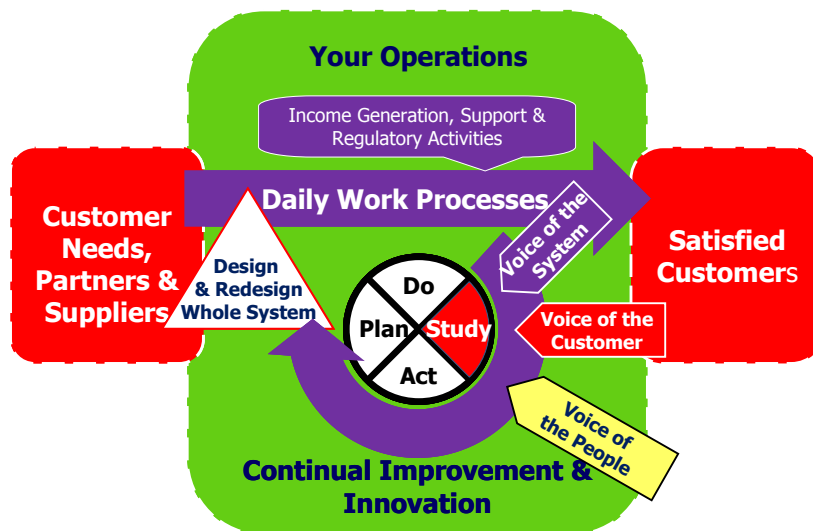 Your Operations
Income Generation, Support &
Regulatory Activities
Daily Work Processes
Customer
Needs,
Partners &
Suppliers
Design
& Redesign
Whole System
Voice of the
System
Satisfied
Customers
Do
Plan
Study
Act
Voice of the
Customer
Voice of
the People
Continual Improvement &
Innovation